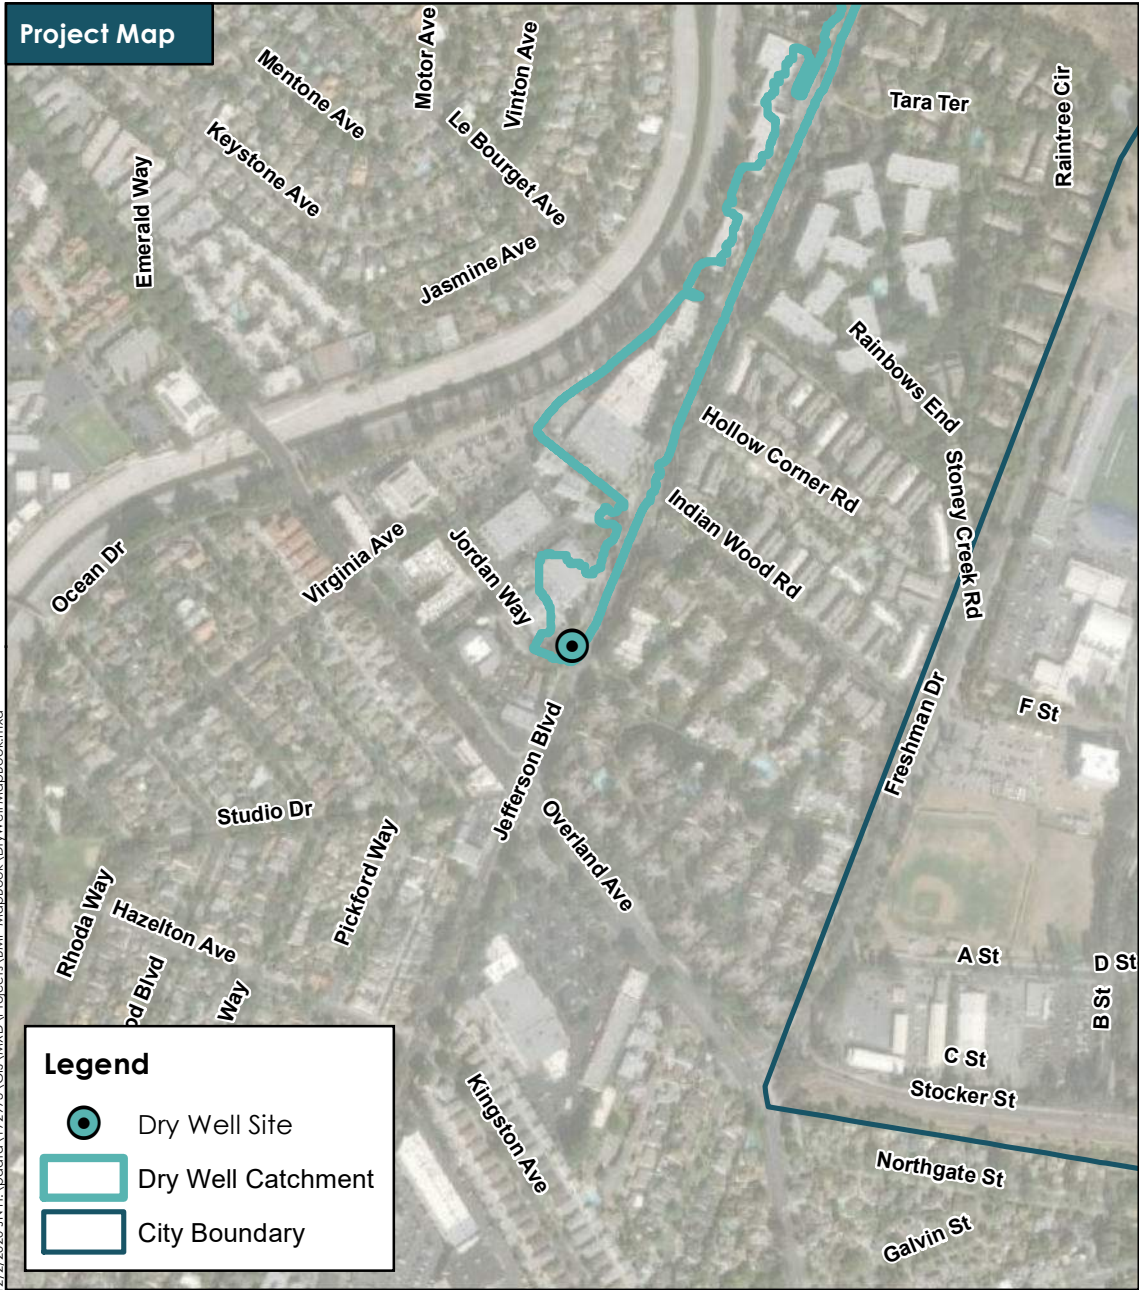 Project Map
Mentone Ave
Motor Ave
Vinton Ave
Keystone Ave
Le Bourget Ave
Emerald Way
Jasmine Ave
Tara Ter
Raintree Cir
Rainbows End
Hollow Corner Rd
Stoney Creek Rd
Indian Wood Rd
Ocean Dr
Virginia Ave
Jordan Way
Freshman Dr
F St
Jefferson Blvd
Studio Dr
Overland Ave
Pickford Way
Rhoda Way
Hazelton Ave
od Blvd
Way
A St
D St
B St
C St
Stocker St
Kingston Ave
Northgate St
Galvin St
Legend
Dry Well Site
Dry Well Catchment
City Boundary